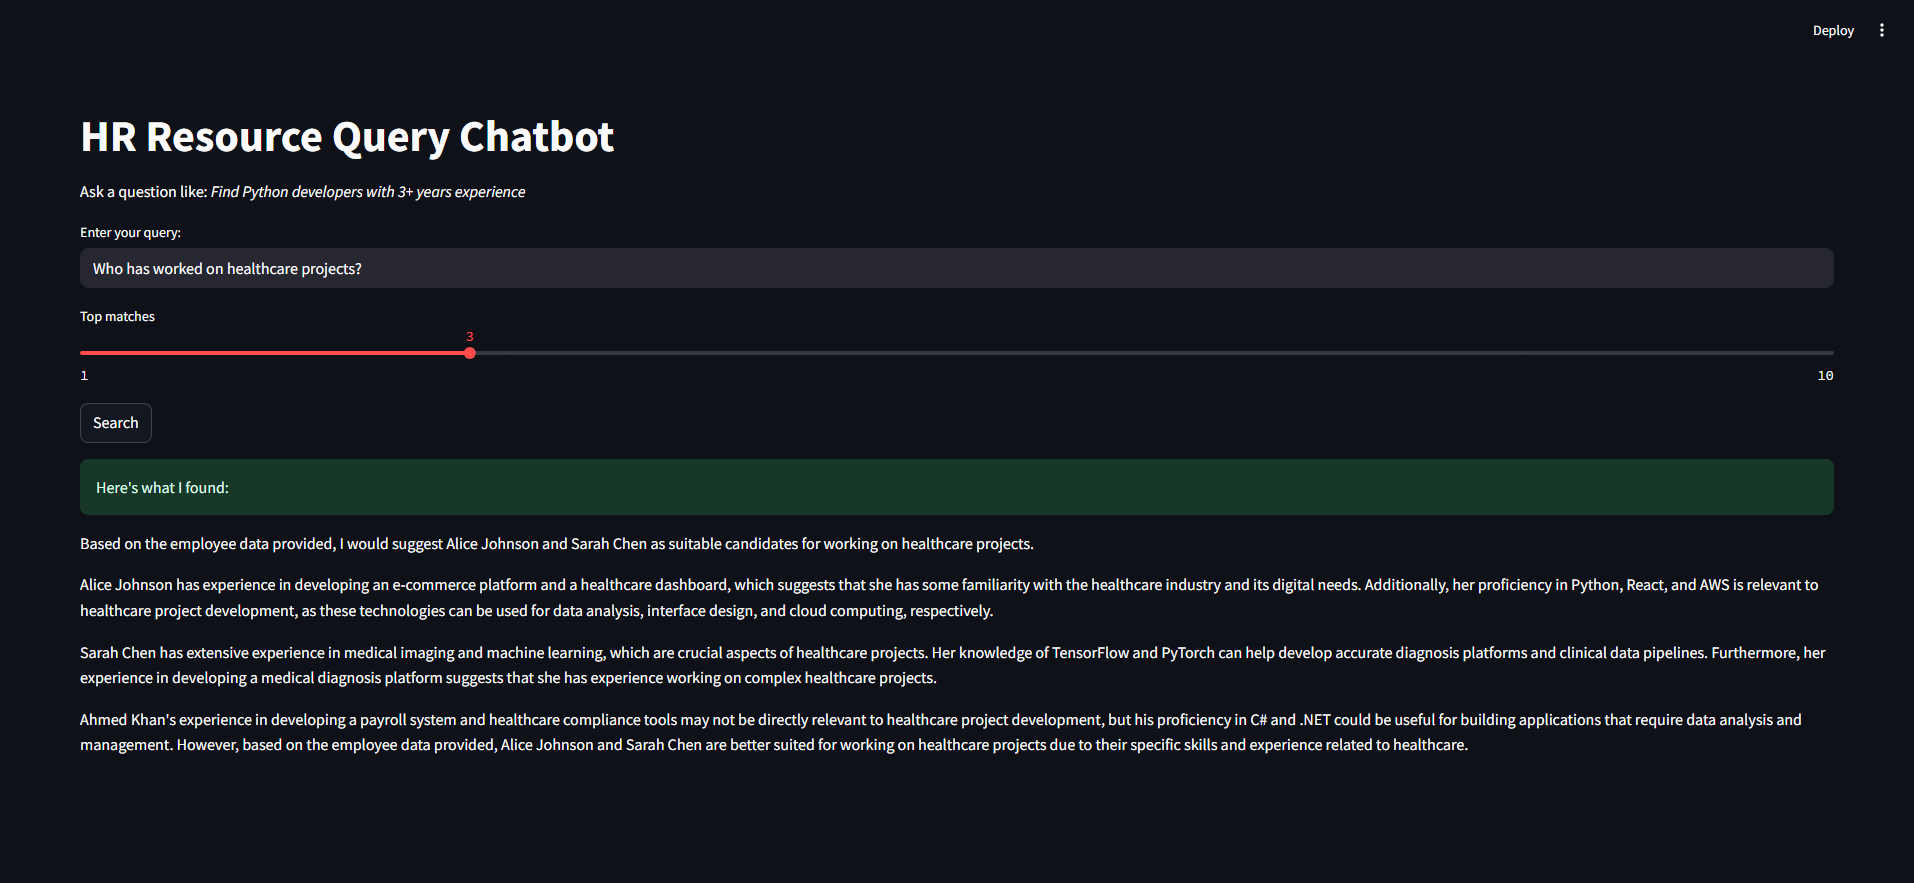 Deploy
HR Resource Query Chatbot
Ask a question like: Find Python developers with 3+ years experience
Enter your query:
Who has worked on healthcare projects?
Top matches
3
1
10
Search
Here's what I found:
Based on the employee data provided, I would suggest Alice Johnson and Sarah Chen as suitable candidates for working on healthcare projects.
Alice Johnson has experience in developing an e-commerce platform and a healthcare dashboard, which suggests that she has some familiarity with the healthcare industry and its digital needs. Additionally, her proficiency in Python, React, and AWS is relevant to
healthcare project development, as these technologies can be used for data analysis, interface design, and cloud computing, respectively.
Sarah Chen has extensive experience in medical imaging and machine learning, which are crucial aspects of healthcare projects. Her knowledge of TensorFlow and PyTorch can help develop accurate diagnosis platforms and clinical data pipelines. Furthermore, her
experience in developing a medical diagnosis platform suggests that she has experience working on complex healthcare projects.
Ahmed Khan's experience in developing a payroll system and healthcare compliance tools may not be directly relevant to healthcare project development, but his proficiency in C# and .NET could be useful for building applications that require data analysis and
management. However, based on the employee data provided, Alice Johnson and Sarah Chen are better suited for working on healthcare projects due to their specific skills and experience related to healthcare.